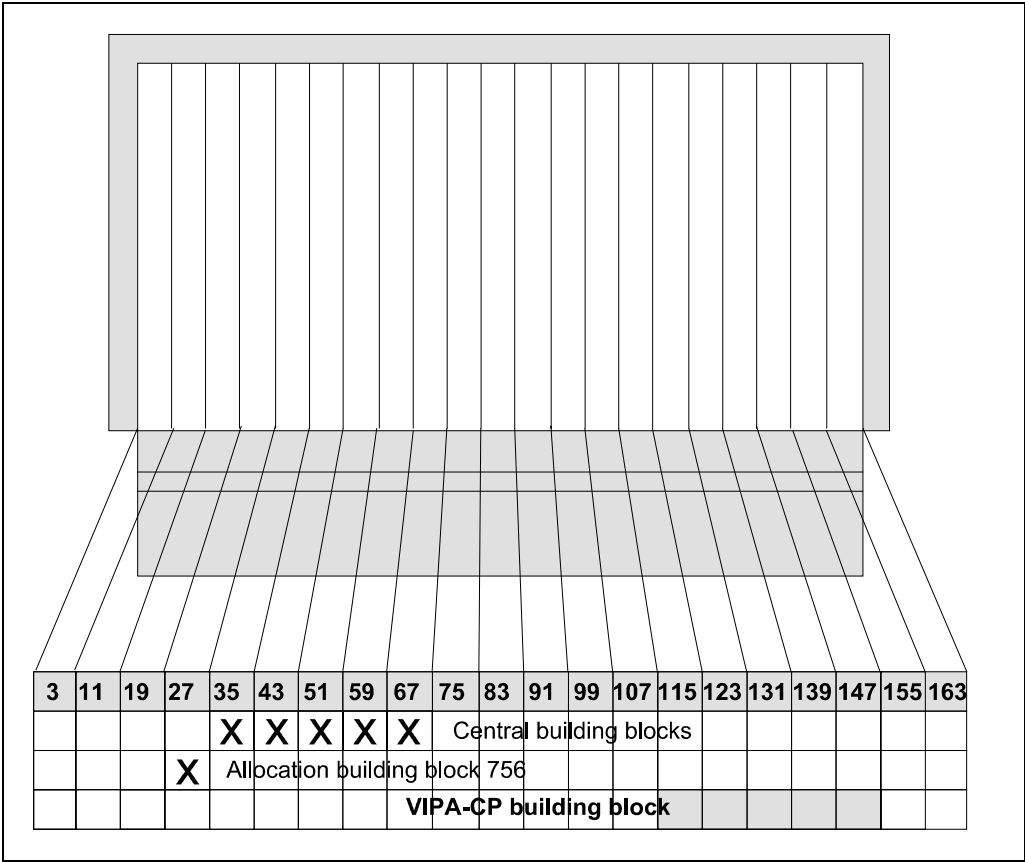 3 11 19 27 35 43 51 59 67 75 83 91 99 107 115 123 131 139 147 155 163
X X X X X Central building blocks
X Allocation building block 756
VIPA-CP building block